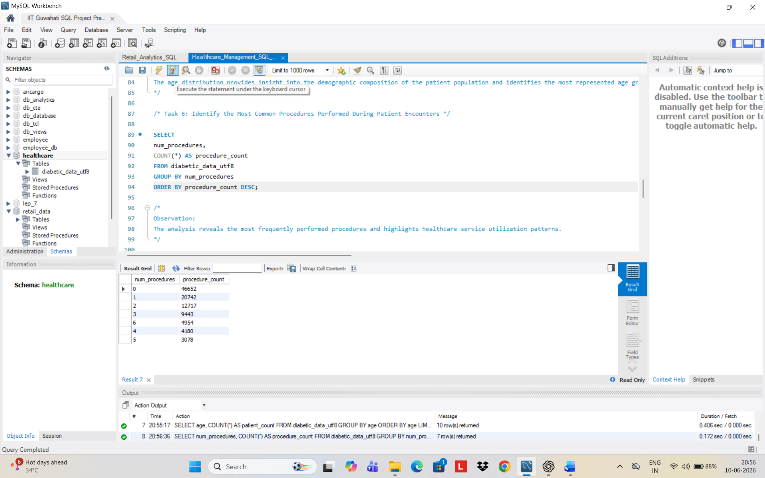 MySQL Workbench
IIT Guwahati SQL Project Pra... ×
File Edit View Query Database Server Tools Scripting Help
Navigator
SCHEMAS
Filter objects
aircargo
db_analytics
db_cte
db_database
db_tcl
db_views
employee
employee_db
healthcare
Tables
diabetic_data_utf8
Views
Stored Procedures
Functions
lep_7
retail_data
Tables
Views
Stored Procedures
Functions
Administration Schemas
Information
Schema: healthcare
Object Info Session
Query Completed
Retail_Analytics_SQL Healthcare_Management_SQL_... ×
Limit to 1000 rows
84 The age distribution provides insight into the demographic composition of the patient population and identifies the most represented age gr
Execute the statement under the keyboard cursor
85 */
86
87 /* Task 6: Identify the Most Common Procedures Performed During Patient Encounters */
88
89 SELECT
90 num_procedures,
91 COUNT(*) AS procedure_count
92 FROM diabetic_data_utf8
93 GROUP BY num_procedures
94 ORDER BY procedure_count DESC;
95
96 /*
97 Observation:
98 The analysis reveals the most frequently performed procedures and highlights healthcare service utilization patterns.
99 */
100
Result Grid Filter Rows: Export: Wrap Cell Content:
num_procedures procedure_count
0 46652
1 20742
2 12717
3 9443
6 4954
4 4180
5 3078
Result Grid
Form Editor
Field Types
Result 7 × Read Only
Output
Action Output
# Time Action Message Duration / Fetch
7 20:55:17 SELECT age, COUNT(*) AS patient_count FROM diabetic_data_utf8 GROUP BY age ORDER BY age LIM... 10 row(s) returned 0.406 sec / 0.000 sec
8 20:56:36 SELECT num_procedures, COUNT(*) AS procedure_count FROM diabetic_data_utf8 GROUP BY num_pro... 7 row(s) returned 0.172 sec / 0.000 sec
SQLAdditions
Jump to
Automatic context help is
disabled. Use the toolbar t
manually get help for the
current caret position or to
toggle automatic help.
Context Help Snippets
Hot days ahead
34°C
Search
ENG
IN
88%
20:56
10-06-2026